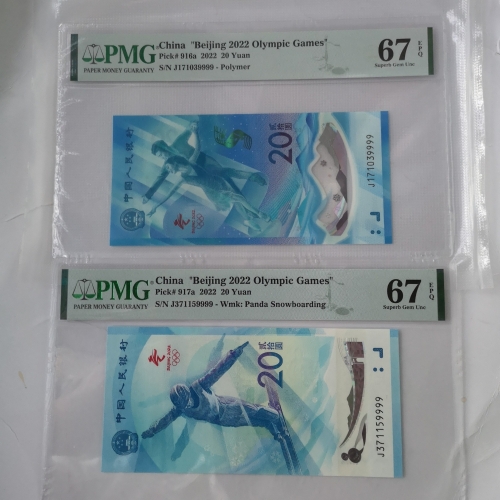 PMG
PAPER MONEY GUARANTY
China "Beijing 2022 Olympic Games"
Pick# 916a 2022 20 Yuan
S/N J171039999 - Polymer
67
EPQ
Superb Gem Unc
中国人民银行
20
贰拾圆
J171039999
PMG
PAPER MONEY GUARANTY
China "Beijing 2022 Olympic Games"
Pick# 917a 2022 20 Yuan
S/N J371159999 - Wmk: Panda Snowboarding
67
EPQ
Superb Gem Unc
中国人民银行
BEIJING 2022
20
贰拾圆
J371159999